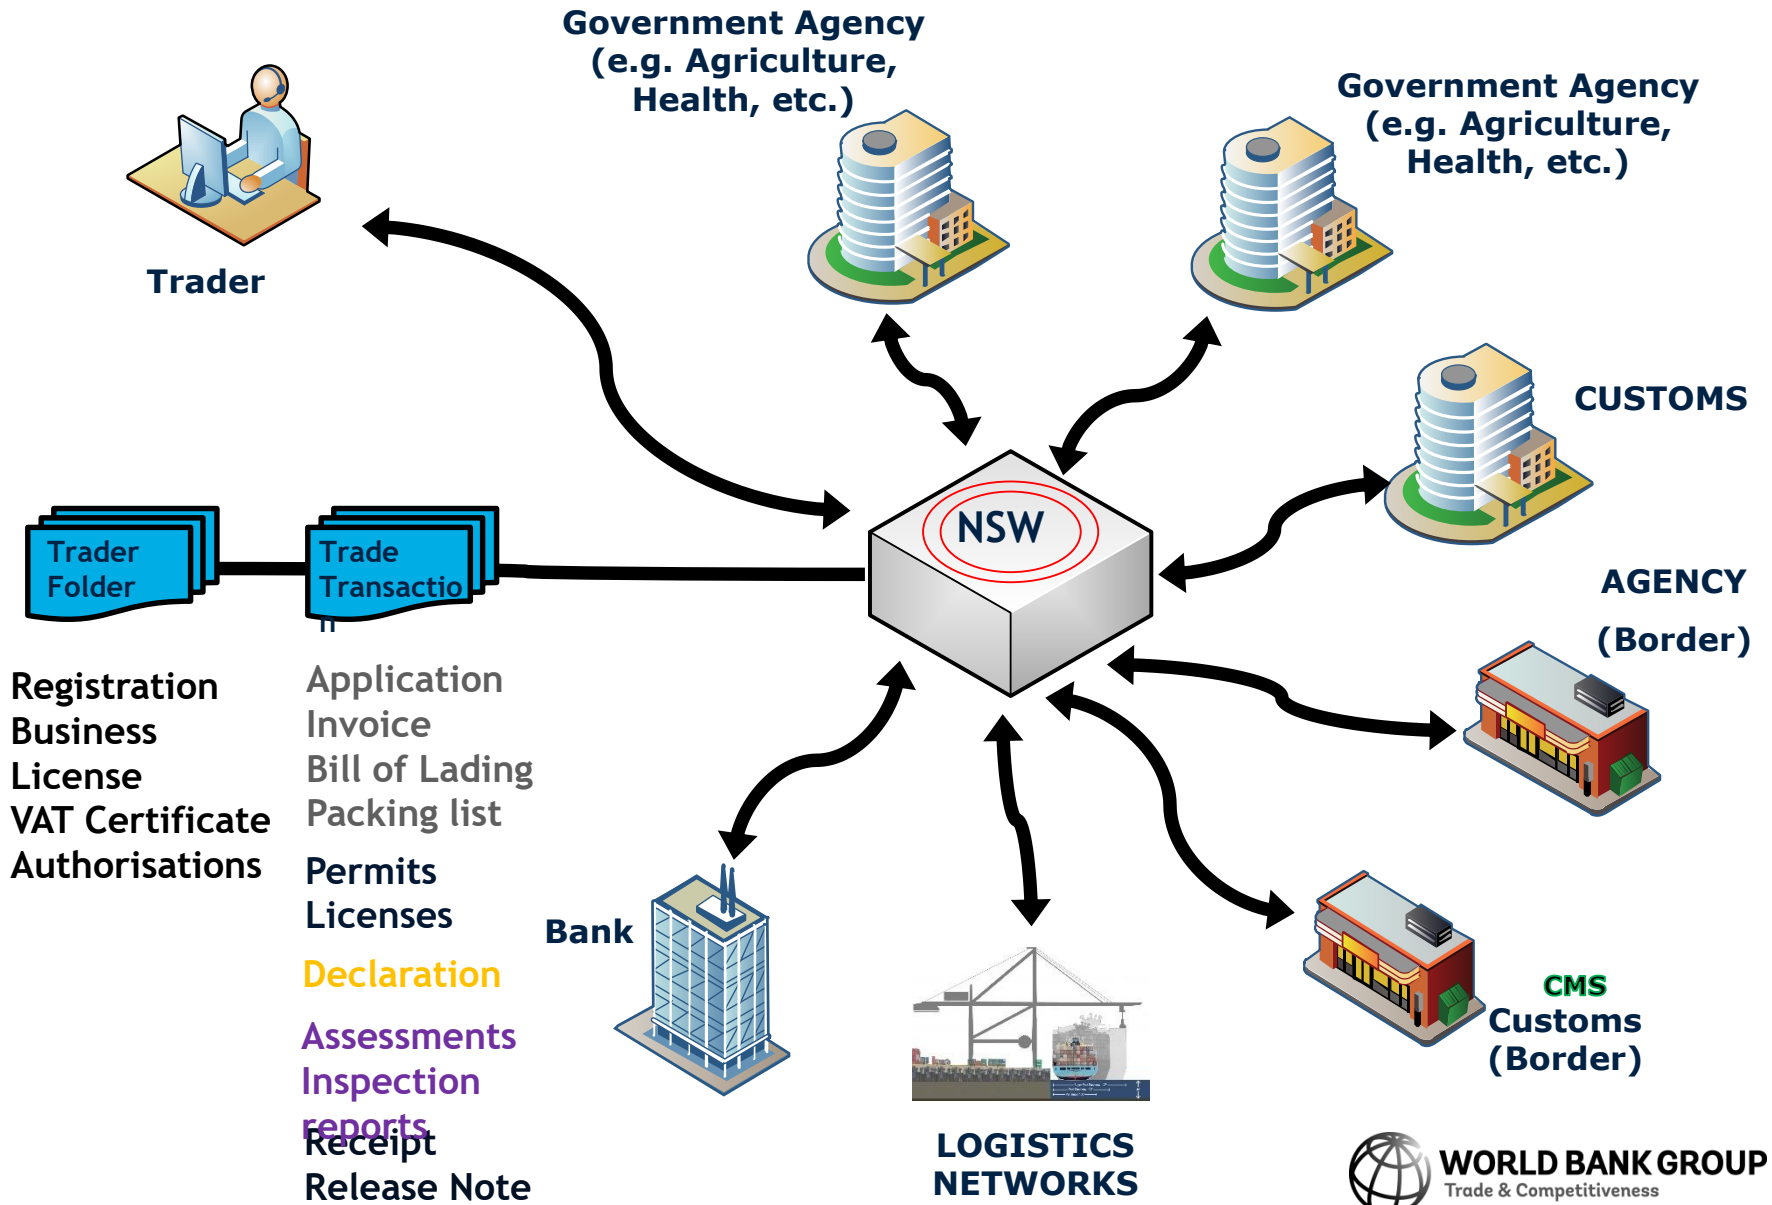 Government Agency
(e.g. Agriculture,
Health, etc.)
Government Agency
(e.g. Agriculture,
Health, etc.)
Trader
CUSTOMS
NSW
Trader
Folder
Trade
Transactio
n
AGENCY
(Border)
Registration
Business
License
VAT Certificate
Authorisations
Application
Invoice
Bill of Lading
Packing list
Permits
Licenses
Declaration
Assessments
Inspection
reports
Receipt
Release Note
Bank
LOGISTICS
NETWORKS
CMS
Customs
(Border)
WORLD BANK GROUP
Trade & Competitiveness